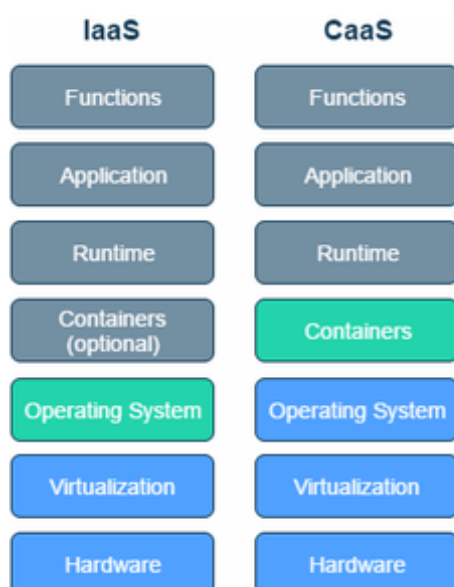 IaaS CaaS
Functions Functions
Application Application
Runtime Runtime
Containers
(optional)
Containers
Operating System Operating System
Virtualization Virtualization
Hardware Hardware